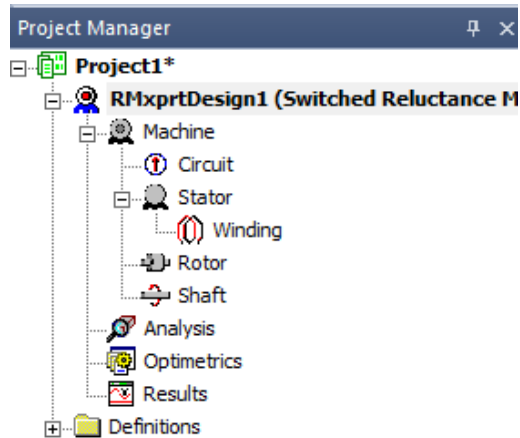 Project Manager
Project1*
RMxprtDesign1 (Switched Reluctance M
Machine
Circuit
Stator
Winding
Rotor
Shaft
Analysis
Optimetrics
Results
Definitions